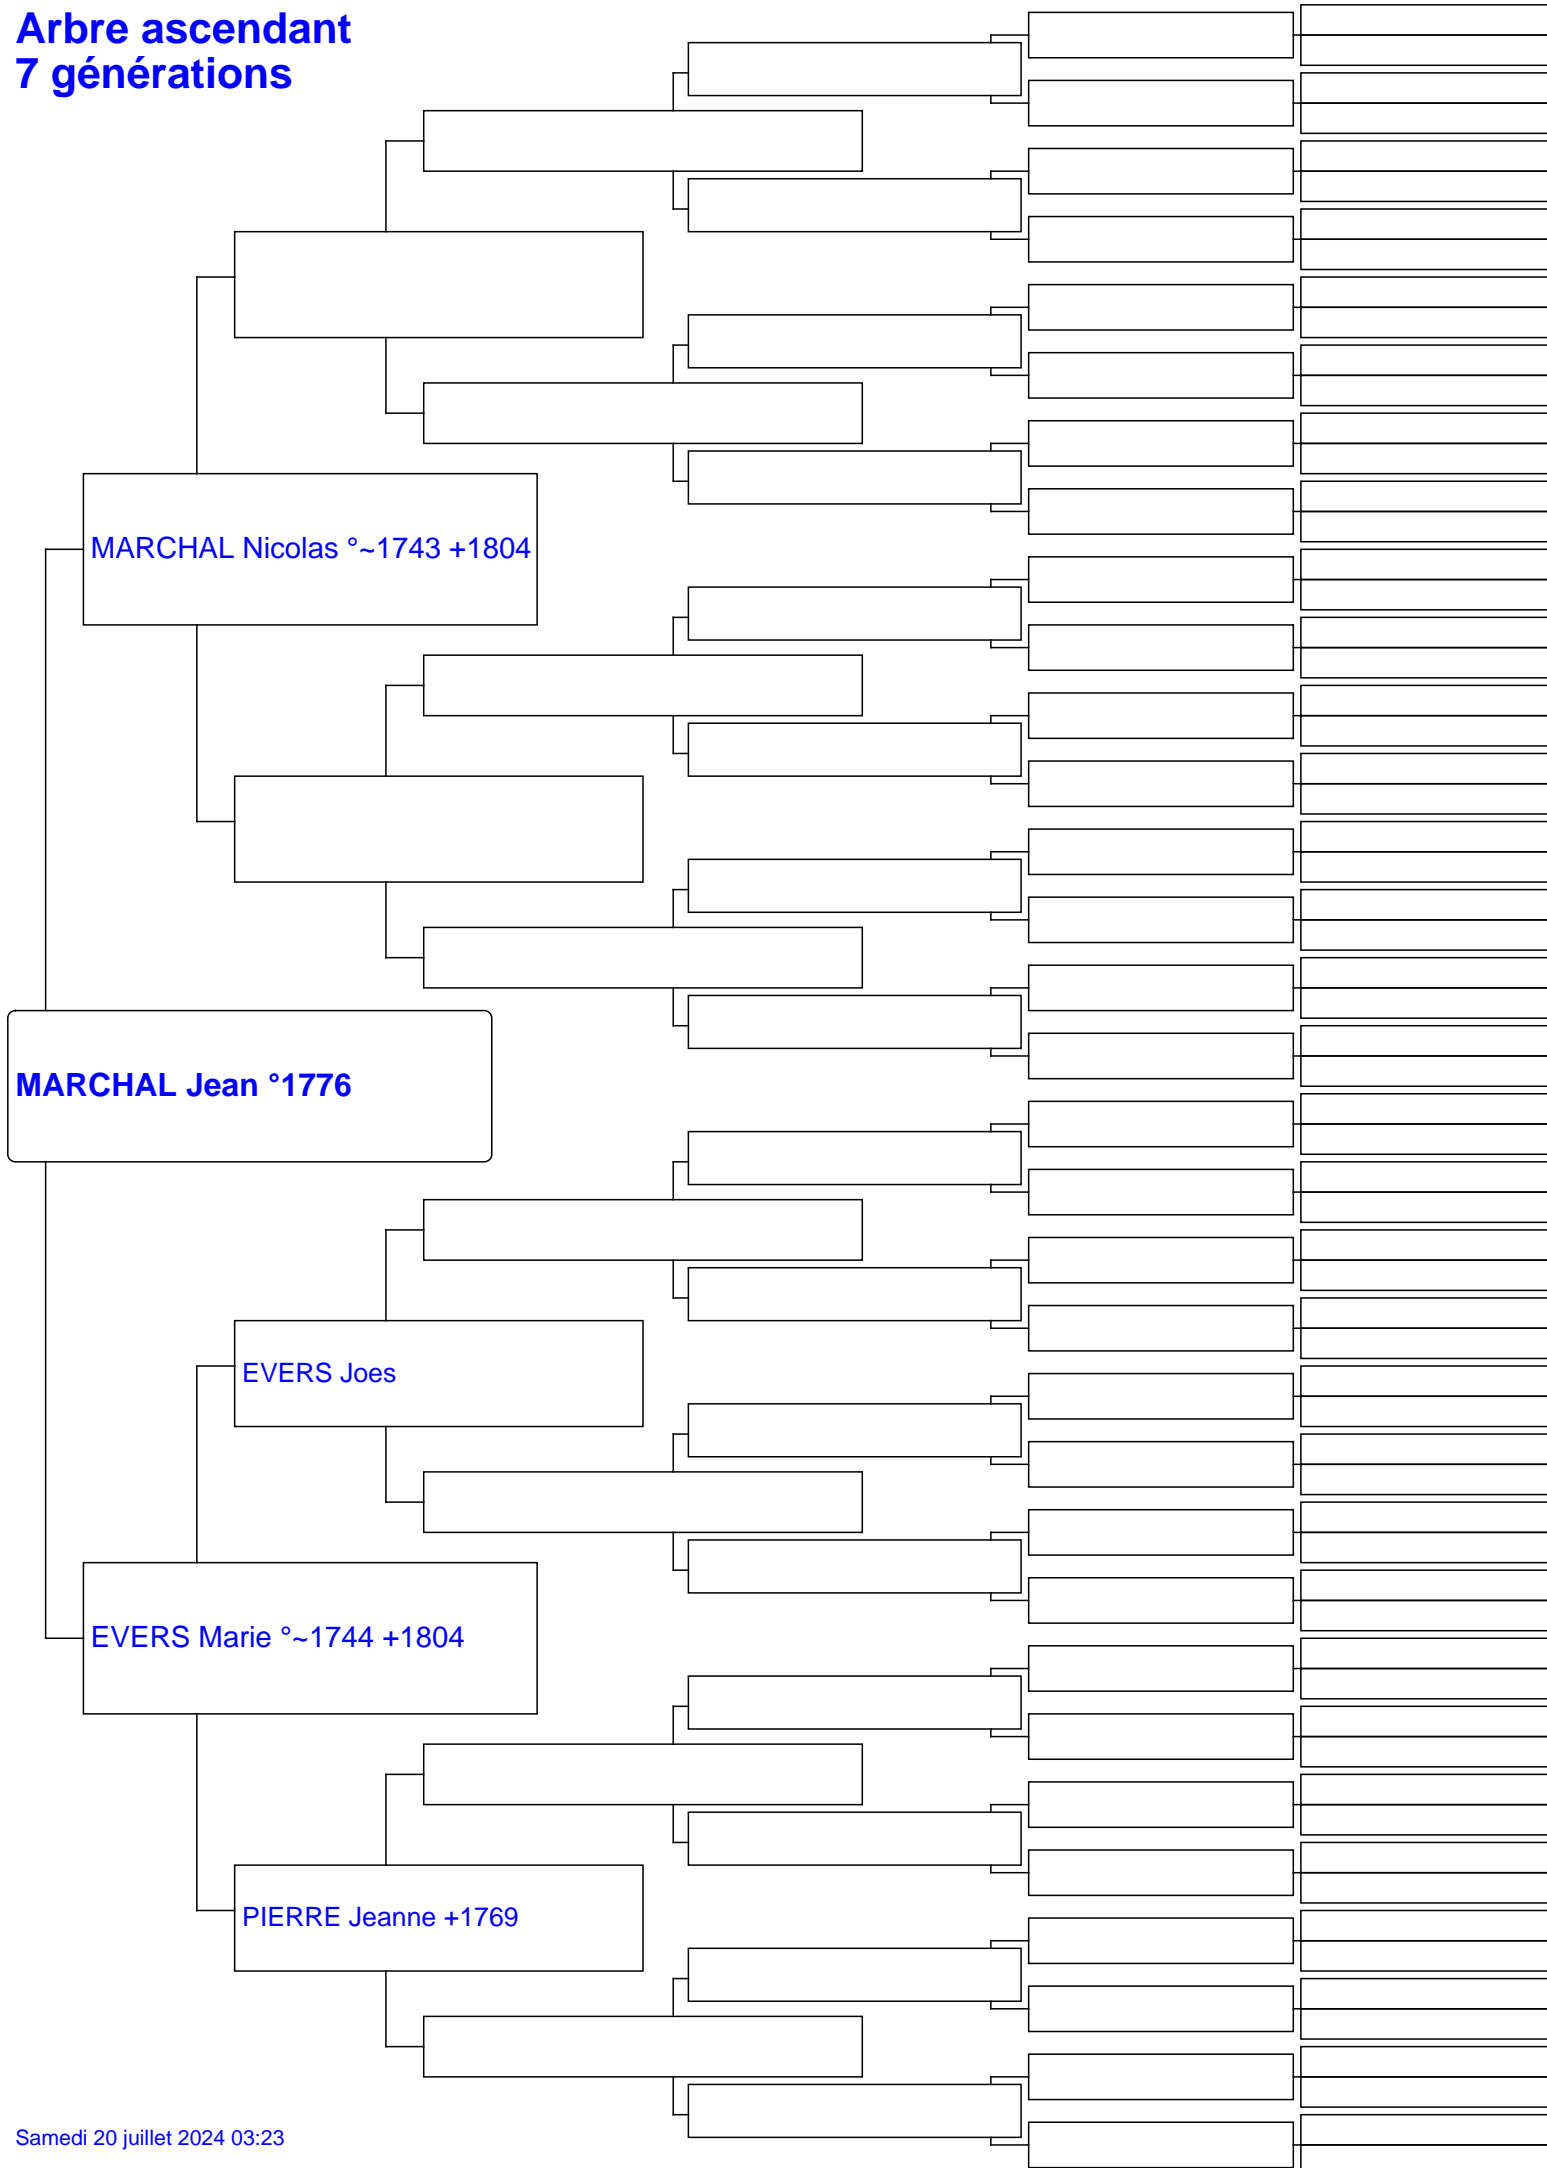 Arbre ascendant
7 générations
MARCHAL Nicolas °~1743 +1804
MARCHAL Jean °1776
EVERS Joes
EVERS Marie °~1744 +1804
PIERRE Jeanne +1769
Samedi 20 juillet 2024 03:23